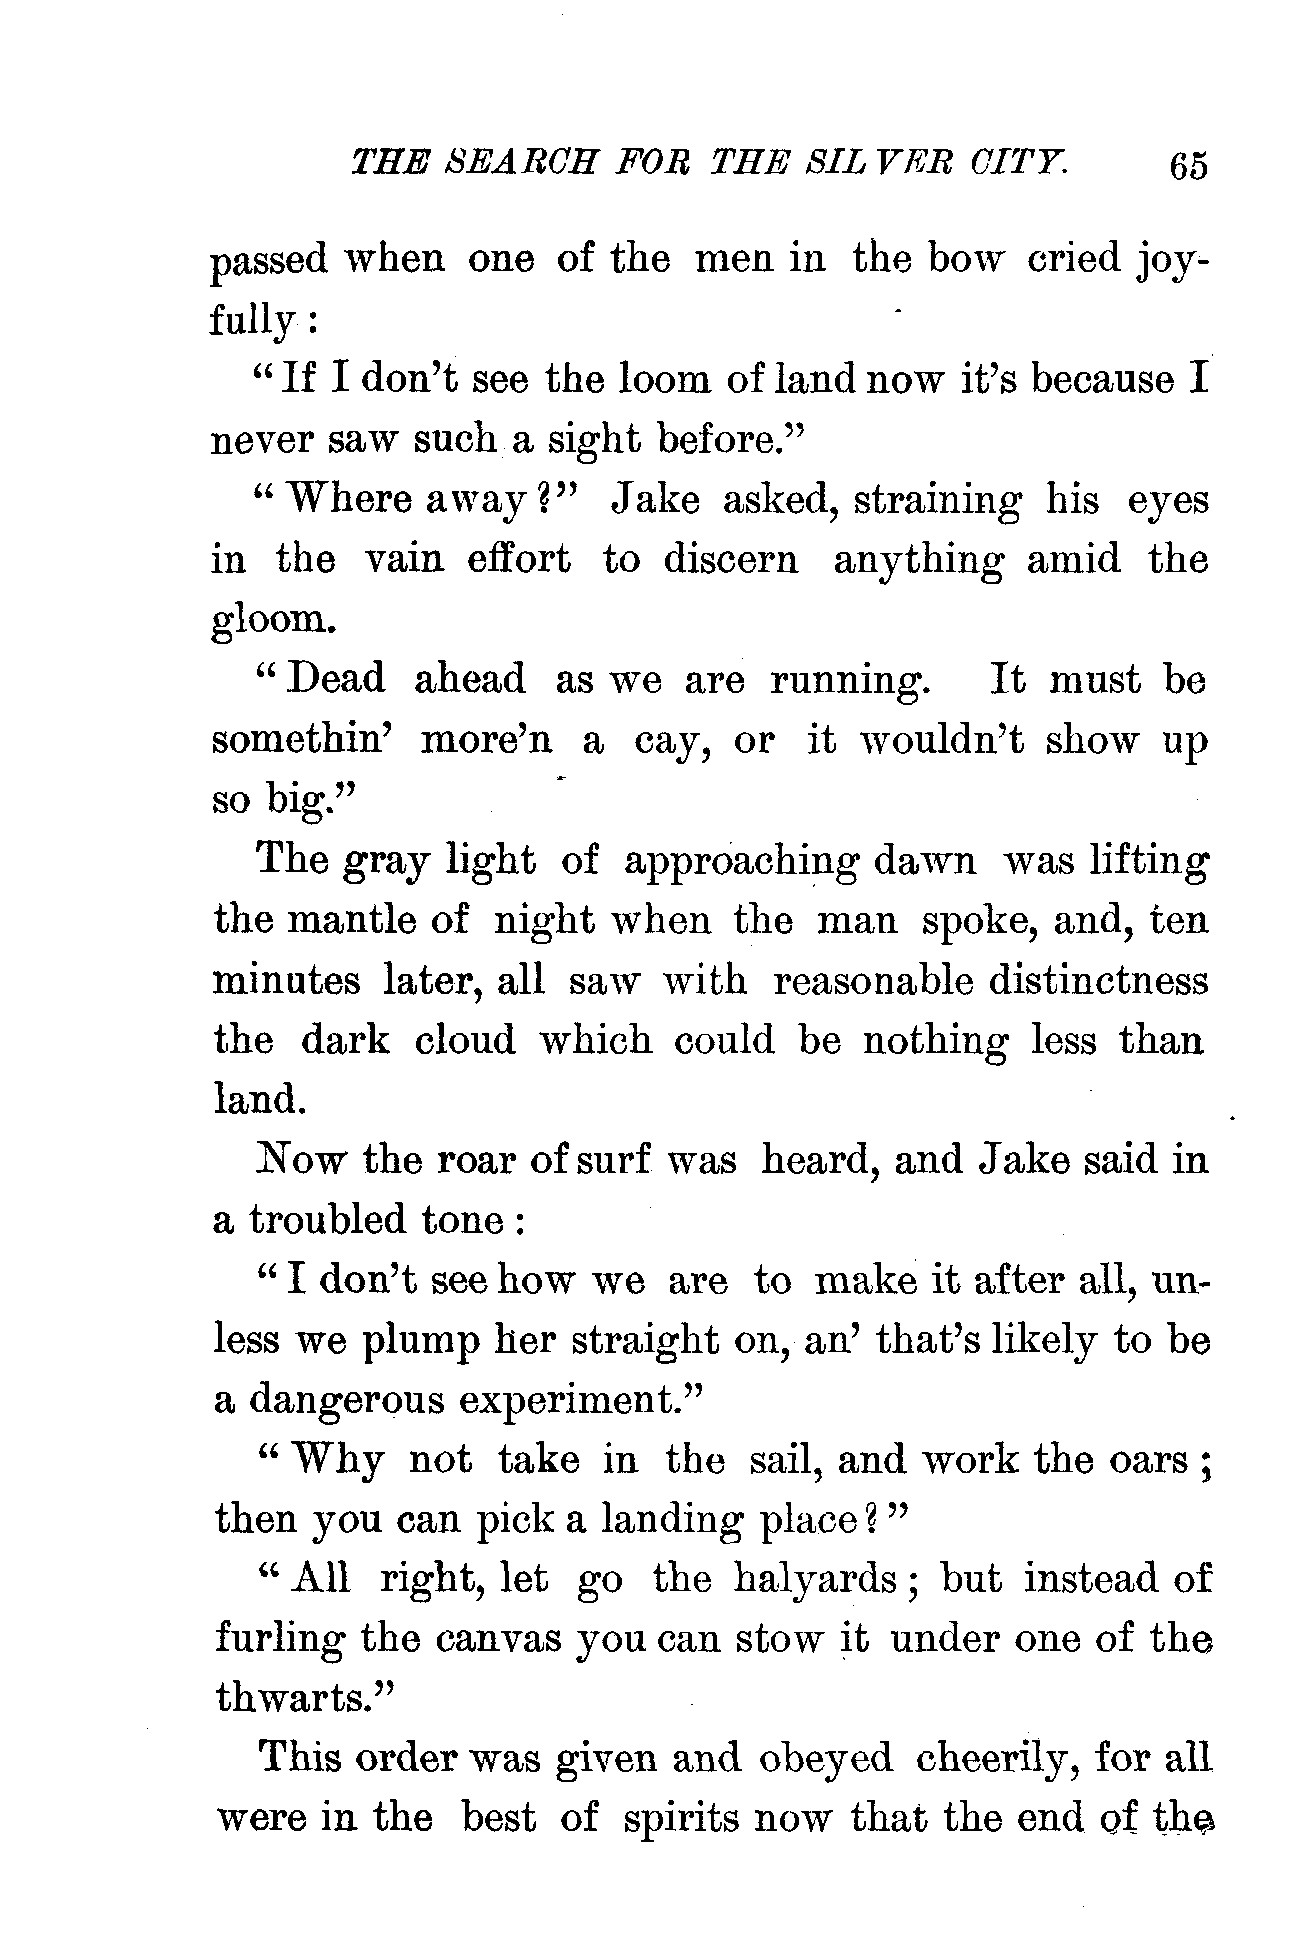 THE SEARCH FOR THE SILVER CITY. 65
passed when one of the men in the bow cried joy-
fully :
“ If I don’t see the loom of land now it’s because I
never saw such a sight before.”
“ Where away ?” Jake asked, straining his eyes
in the vain effort to discern anything amid the
gloom.
“ Dead ahead as we are running. It must be
somethin’ more’n a cay, or it wouldn’t show up
so big.”
The gray light of approaching dawn was lifting
the mantle of night when the man spoke, and, ten
minutes later, all saw with reasonable distinctness
the dark cloud which could be nothing less than
land.
Now the roar of surf was heard, and Jake said in
a troubled tone :
“ I don’t see how we are to make it after all, un-
less we plump her straight on, an’ that’s likely to be
a dangerous experiment.”
“ Why not take in the sail, and work the oars ;
then you can pick a landing place ? ”
“ All right, let go the halyards ; but instead of
furling the canvas you can stow it under one of the
thwarts.”
This order was given and obeyed cheerily, for all
were in the best of spirits now that the end of the